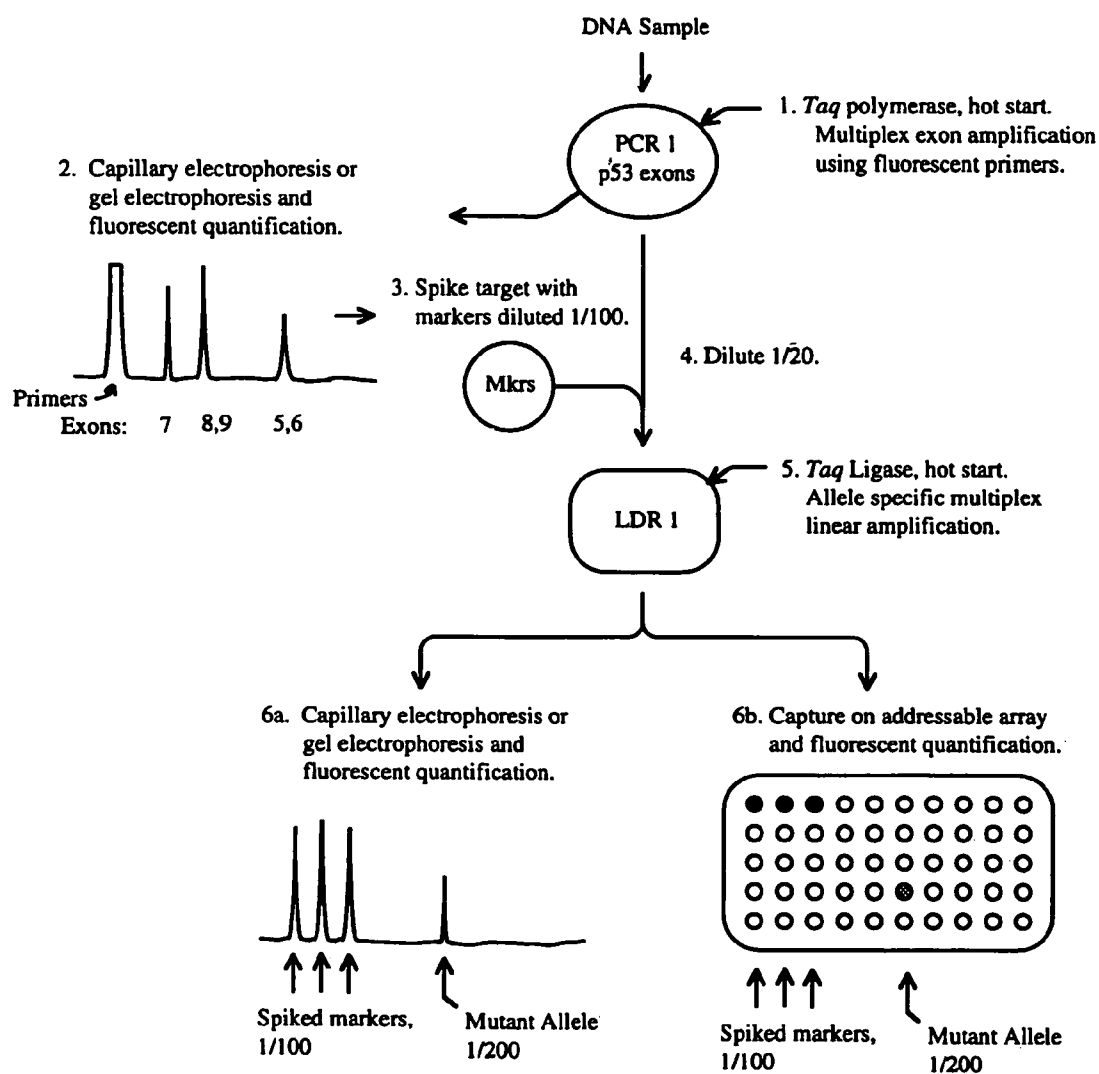 DNA Sample
1. Taq polymerase, hot start.
Multiplex exon amplification
using fluorescent primers.
PCR 1
p53 exons
2. Capillary electrophoresis or
gel electrophoresis and
fluorescent quantification.
3. Spike target with
markers diluted 1/100.
4. Dilute 1/20.
Mkrs
Primers
Exons: 7 8,9 5,6
5. Taq Ligase, hot start.
Allele specific multiplex
linear amplification.
LDR 1
6a. Capillary electrophoresis or
gel electrophoresis and
fluorescent quantification.
6b. Capture on addressable array
and fluorescent quantification.
Spiked markers,
1/100
Mutant Allele
1/200
Spiked markers,
1/100
Mutant Allele
1/200